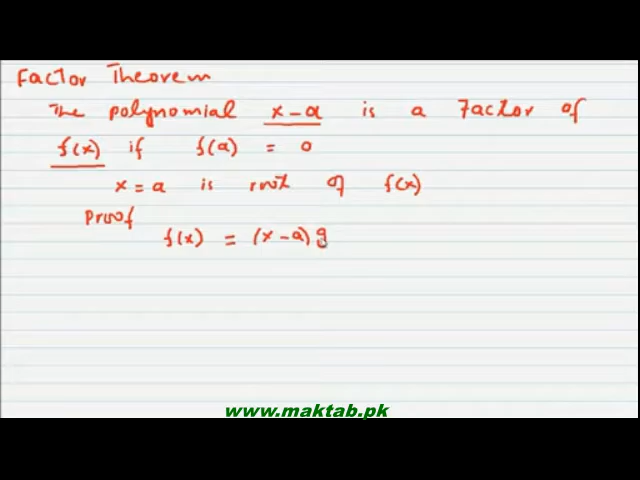 Factor Theorem
The polynomial x - a is a Factor of
f(x) if f(a) = 0
x = a is root of f(x)
Proof
f(x) = (x - a) g
www.maktab.pk